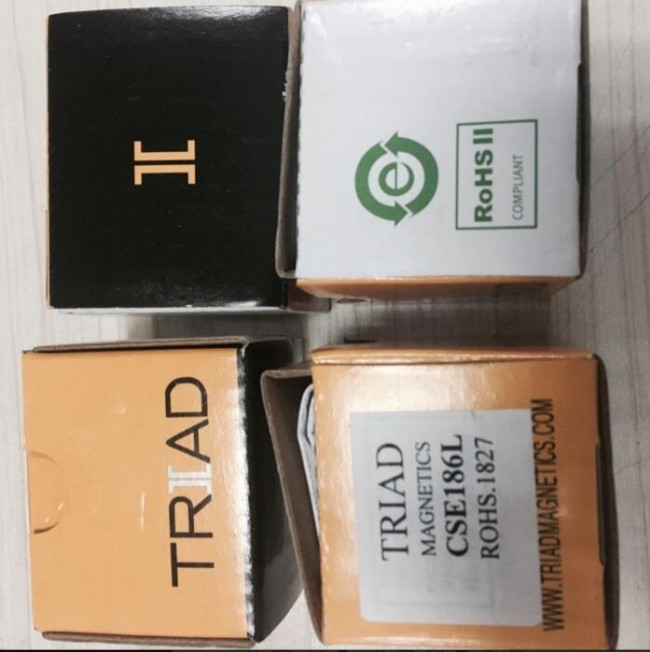 RoHS II
COMPLIANT
TRIAD
TRIAD
MAGNETICS
CSE186L
ROHS.1827
WWW.TRIADMAGNETICS.COM